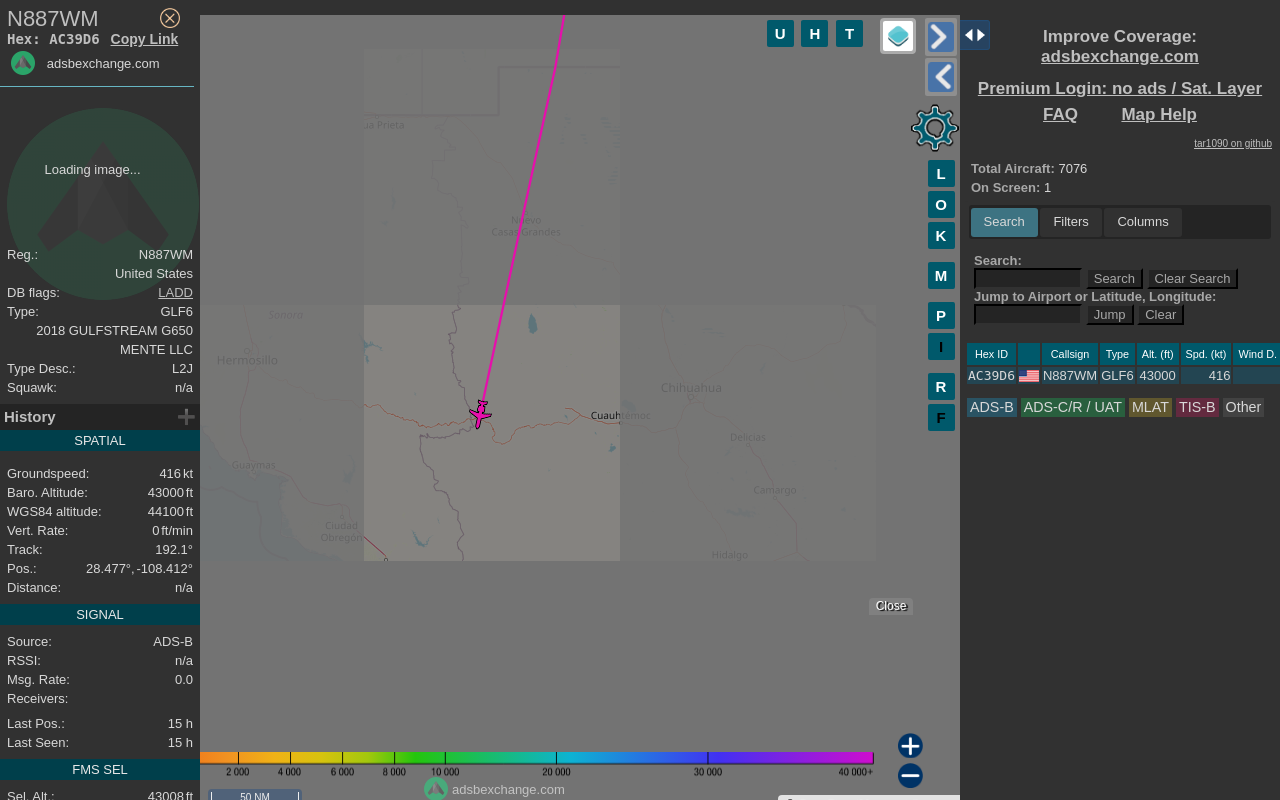 N887WM
Hex: AC39D6 Copy Link
adsbexchange.com
Loading image...
Reg.: N887WM
United States
DB flags: LADD
Type: GLF6
2018 GULFSTREAM G650
MENTE LLC
Type Desc.: L2J
Squawk: n/a
History
SPATIAL
Groundspeed: 416 kt
Baro. Altitude: 43000 ft
WGS84 altitude: 44100 ft
Vert. Rate: 0 ft/min
Track: 192.1°
Pos.: 28.477°, -108.412°
Distance: n/a
SIGNAL
Source: ADS-B
RSSI: n/a
Msg. Rate: 0.0
Receivers:
Last Pos.: 15 h
Last Seen: 15 h
FMS SEL
Sel. Alt.: 43008 ft
U H T
L
O
K
M
P
I
R
F
ua Prieta
Nuevo
Casas Grandes
Sonoro
Hermosillo
Chihuahua
Cuauhtémoc
Delicias
Guaymas
Camargo
Ciudad
Obregón
Hidalgo
Close
2 000 4 000 6 000 8 000 10 000 20 000 30 000 40 000+
adsbexchange.com
50 NM
Improve Coverage:
adsbexchange.com
Premium Login: no ads / Sat. Layer
FAQ Map Help
tar1090 on github
Total Aircraft: 7076
On Screen: 1
Search Filters Columns
Search:
Search Clear Search
Jump to Airport or Latitude, Longitude:
Jump Clear
Hex ID Callsign Type Alt. (ft) Spd. (kt) Wind D.
AC39D6 N887WM GLF6 43000 416
ADS-B ADS-C/R / UAT MLAT TIS-B Other